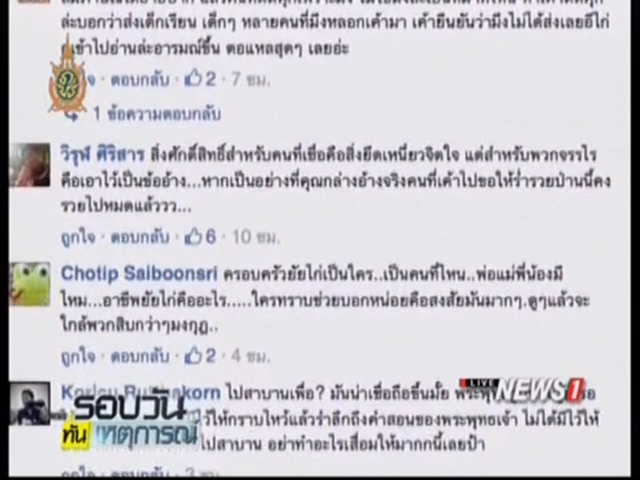 ล่ะบอกว่าส่งเด็กเรียน เด็กๆ หลายคนที่มึงหลอกเค้ามา เค้ายืนยันว่ามึงไม่ได้ส่งเลยอีไก่
เข้าไปอ่านล่ะอารมณ์ขึ้น ตอแหลสุดๆ เลยอ่ะ
ตอบกลับ · 2 · 7 ชม.
1 ข้อความตอบกลับ
วิรุฬ ศิริสาร สิ่งศักดิ์สิทธิ์สำหรับคนที่เชื่อคือสิ่งยึดเหนี่ยวจิตใจ แต่สำหรับพวกจรรไร
คือเอาไว้เป็นข้ออ้าง...หากเป็นอย่างที่คุณกล่างอ้างจริงคนที่เค้าไปขอให้ร่ำรวยป่านนี้คง
รวยไปหมดแล้ววว...
ถูกใจ · ตอบกลับ · 6 · 10 ชม.
Chotip Saiboonsri ครอบครัวยัยไก่เป็นใคร..เป็นคนที่ไหน..พ่อแม่พี่น้องมี
ไหม...อาชีพยัยไก่คืออะไร.....ใครทราบช่วยบอกหน่อยคือสงสัยมันมากๆ.ดูๆแล้วจะ
ใกล้พวกสิบกว่าๆมงกุฎ..
ถูกใจ · ตอบกลับ · 2 · 4 ชม.
ไปสาบานเพื่อ? มันน่าเชื่อถือขึ้นมั้ย
LIVE NEWS1
รอบวัน
ทัน เหตุการณ์
ให้กราบไหว้แล้วรำลึกถึงคำสอนของพระพุทธเจ้า ไม่ได้มีไว้ให้
ไปสาบาน อย่าทำอะไรเสื่อมให้มากกนี้เลยป้า